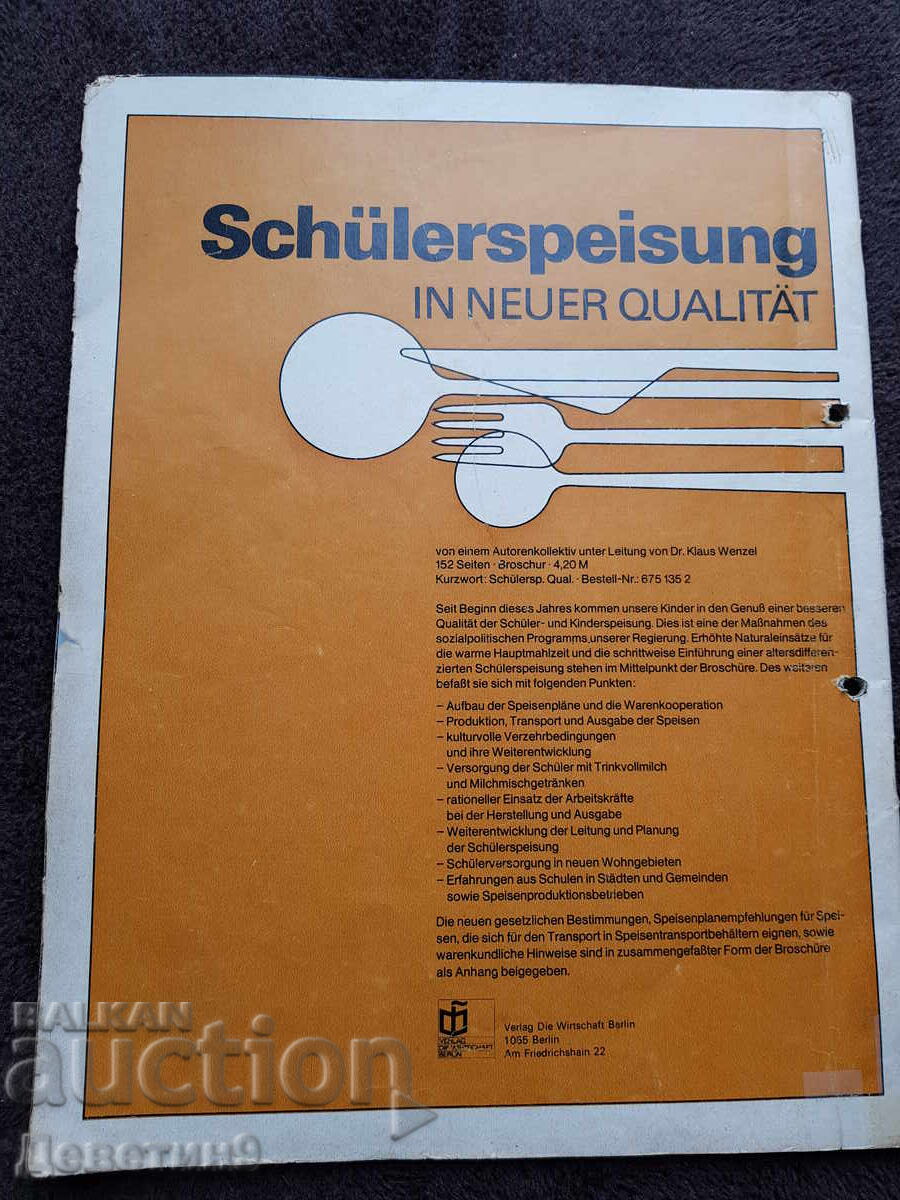 Schülerspeisung
IN NEUER QUALITÄT
von einem Autorenkollektiv unter Leitung von Dr. Klaus Wenzel
152 Seiten · Broschur · 4,20 M
Kurzwort: Schülersp. Qual. · Bestell-Nr.: 675 135 2
Seit Beginn dieses Jahres kommen unsere Kinder in den Genuß einer besseren
Qualität der Schüler- und Kinderspeisung. Dies ist eine der Maßnahmen des
sozialpolitischen Programms unserer Regierung. Erhöhte Naturaleinsätze für
die warme Hauptmahlzeit und die schrittweise Einführung einer altersdifferen-
zierten Schülerspeisung stehen im Mittelpunkt der Broschüre. Des weiteren
befaßt sie sich mit folgenden Punkten:
– Aufbau der Speisenpläne und die Warenkooperation
– Produktion, Transport und Ausgabe der Speisen
– kulturvolle Verzehrbedingungen
und ihre Weiterentwicklung
– Versorgung der Schüler mit Trinkvollmilch
und Milchmischgetränken
– rationeller Einsatz der Arbeitskräfte
bei der Herstellung und Ausgabe
– Weiterentwicklung der Leitung und Planung
der Schülerspeisung
– Schülerversorgung in neuen Wohngebieten
– Erfahrungen aus Schulen in Städten und Gemeinden
sowie Speisenproduktionsbetrieben
Die neuen gesetzlichen Bestimmungen, Speisenplanempfehlungen für Spei-
sen, die sich für den Transport in Speisentransportbehältern eignen, sowie
warenkundliche Hinweise sind in zusammengefaßter Form der Broschüre
als Anhang beigegeben.
VERLAG
DIE WIRTSCHAFT
BERLIN
Verlag Die Wirtschaft Berlin
1055 Berlin
Am Friedrichshain 22
BALKAN
auction
Деветин9